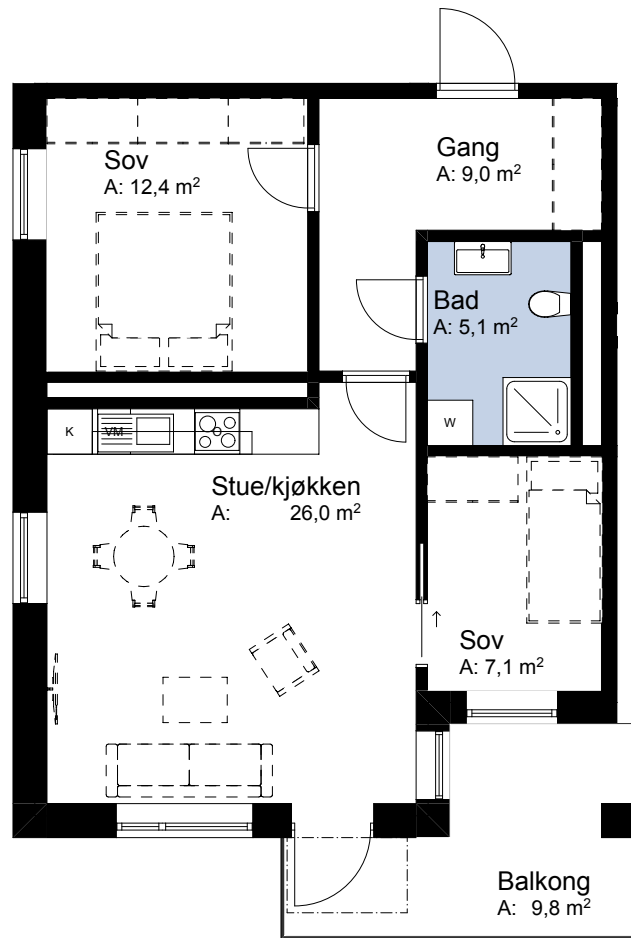 Sov
A: 12,4 m²
Gang
A: 9,0 m²
Bad
A: 5,1 m²
W
K
VM
Stue/kjøkken
A: 26,0 m²
Sov
A: 7,1 m²
Balkong
A: 9,8 m²